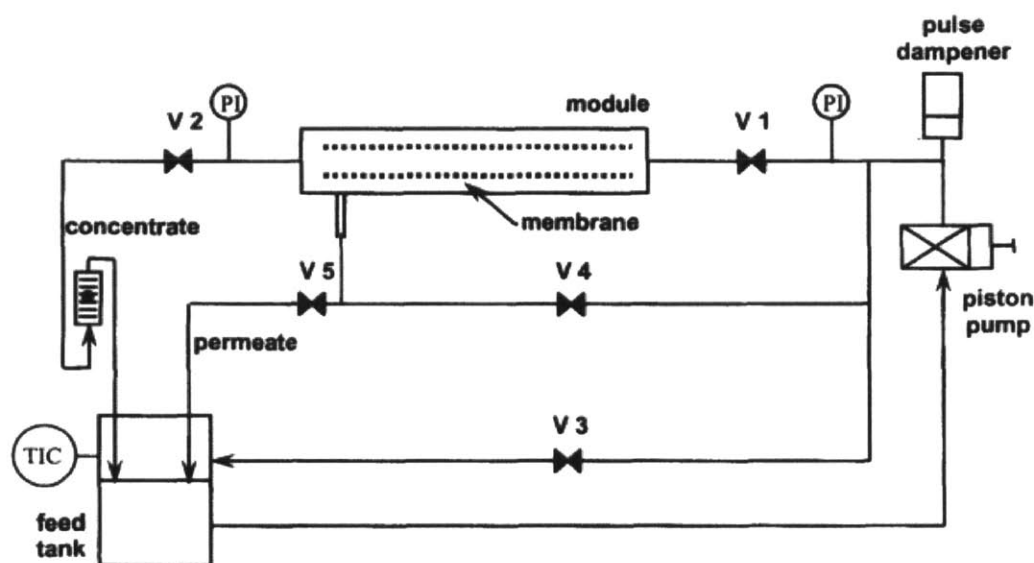 pulse
dampener
PI
module
PI
V 2
V 1
membrane
concentrate
V 5
V 4
piston
pump
permeate
V 3
TIC
feed
tank